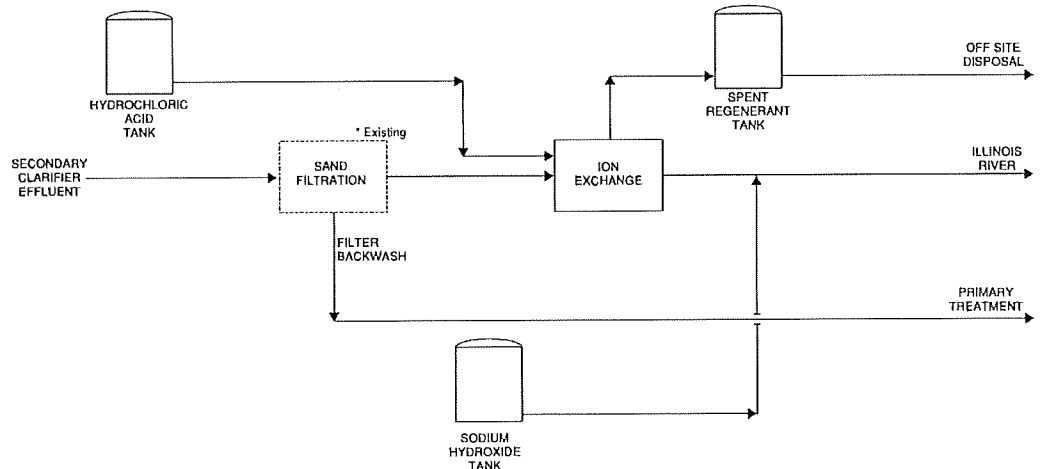 OFF SITE
DISPOSAL
HYDROCHLORIC
ACID
TANK
SPENT
REGENERANT
TANK
* Existing
SECONDARY
CLARIFIER
EFFLUENT
SAND
FILTRATION
ION
EXCHANGE
ILLINOIS
RIVER
FILTER
BACKWASH
PRIMARY
TREATMENT
SODIUM
HYDROXIDE
TANK